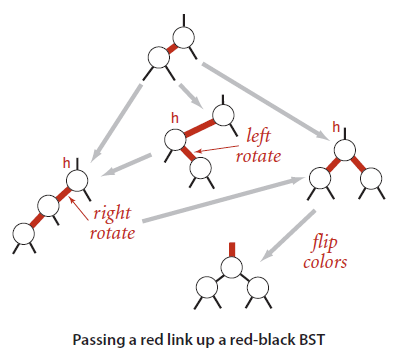 h
left
rotate
h
h
right
rotate
flip
colors
Passing a red link up a red-black BST